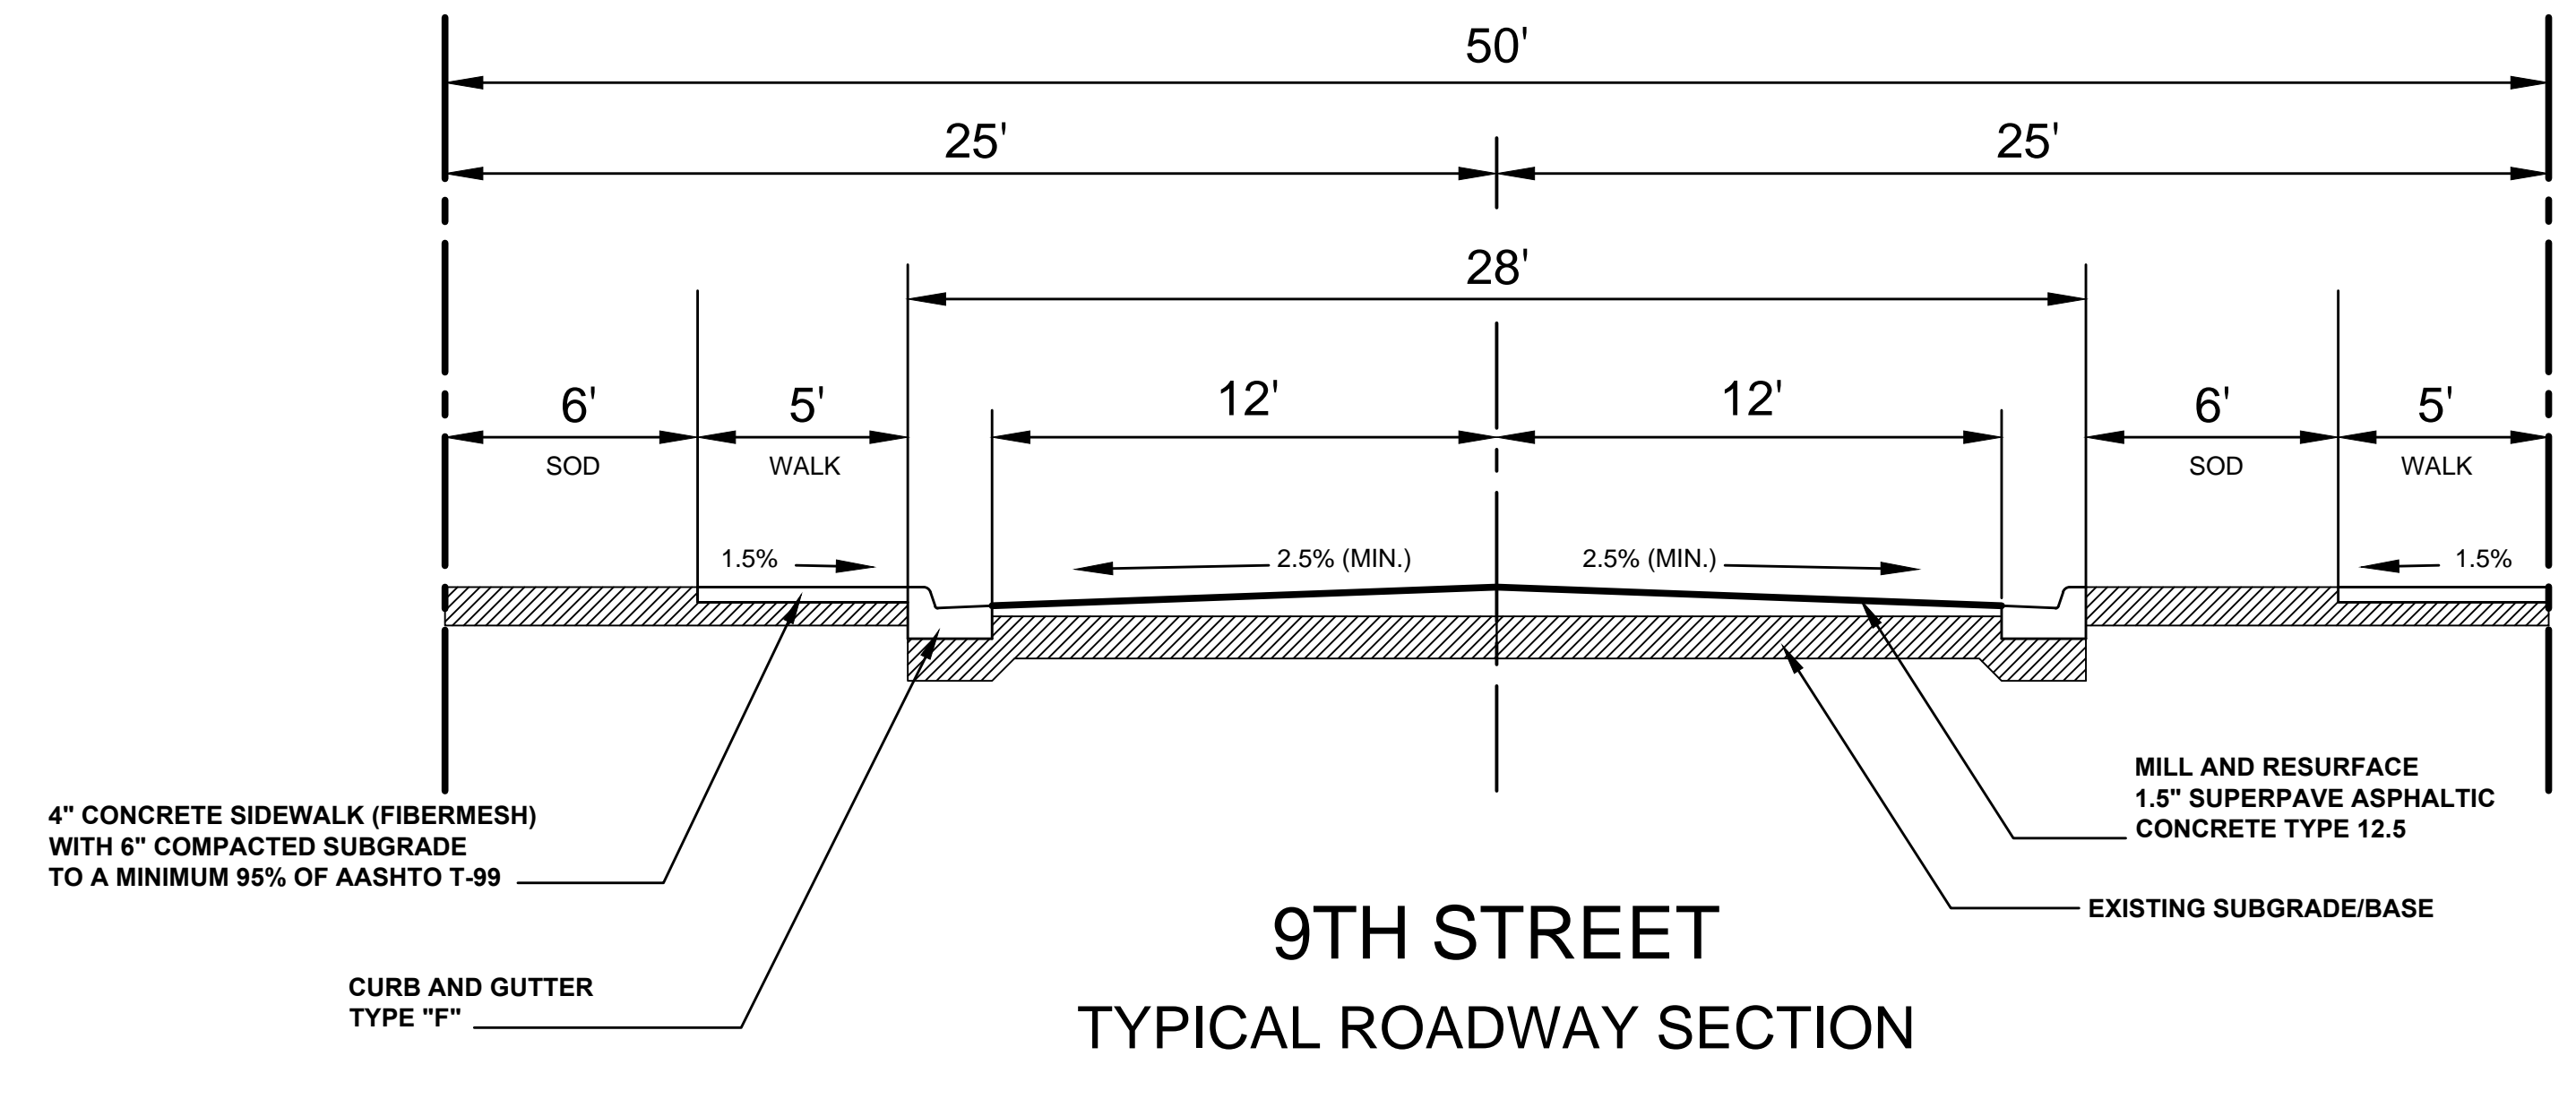 50'
25'
25'
28'
6'
5'
12'
12'
6'
5'
SOD
WALK
SOD
WALK
1.5%
2.5% (MIN.)
2.5% (MIN.)
1.5%
4" CONCRETE SIDEWALK (FIBERMESH)
WITH 6" COMPACTED SUBGRADE
TO A MINIMUM 95% OF AASHTO T-99
MILL AND RESURFACE
1.5" SUPERPAVE ASPHALTIC
CONCRETE TYPE 12.5
EXISTING SUBGRADE/BASE
CURB AND GUTTER
TYPE "F"
9TH STREET
TYPICAL ROADWAY SECTION